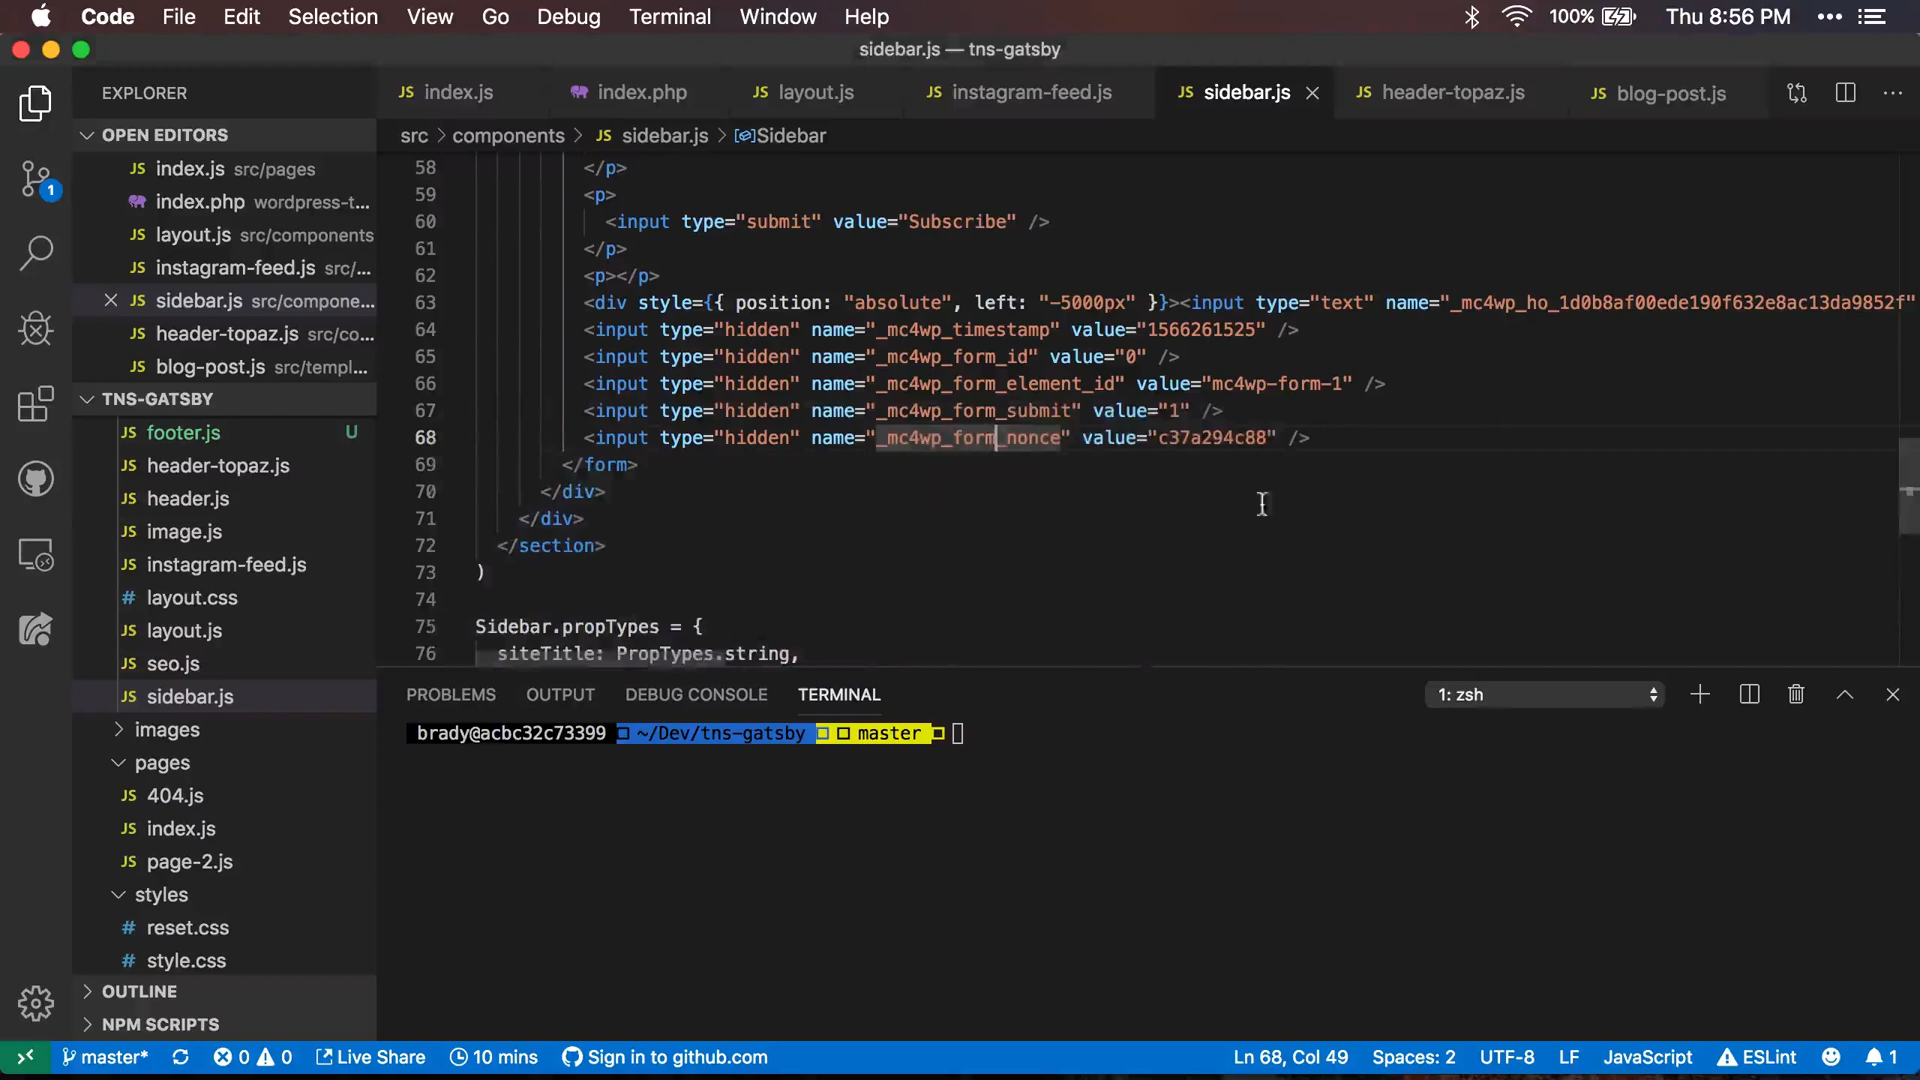 Code File Edit Selection View Go Debug Terminal Window Help 100% Thu 8:56 PM
sidebar.js — tns-gatsby
EXPLORER
OPEN EDITORS
JS index.js src/pages
index.php wordpress-t...
JS layout.js src/components
JS instagram-feed.js src/...
JS sidebar.js src/compone...
JS header-topaz.js src/co...
JS blog-post.js src/templ...
TNS-GATSBY
JS footer.js U
JS header-topaz.js
JS header.js
JS image.js
JS instagram-feed.js
# layout.css
JS layout.js
JS seo.js
JS sidebar.js
images
pages
JS 404.js
JS index.js
JS page-2.js
styles
# reset.css
# style.css
OUTLINE
NPM SCRIPTS
1
JS index.js index.php JS layout.js JS instagram-feed.js JS sidebar.js JS header-topaz.js JS blog-post.js
src > components > JS sidebar.js > Sidebar
58 </p>
59 <p>
60 <input type="submit" value="Subscribe" />
61 </p>
62 <p></p>
63 <div style={{ position: "absolute", left: "-5000px" }}><input type="text" name="_mc4wp_ho_1d0b8af00ede190f632e8ac13da9852f"
64 <input type="hidden" name="_mc4wp_timestamp" value="1566261525" />
65 <input type="hidden" name="_mc4wp_form_id" value="0" />
66 <input type="hidden" name="_mc4wp_form_element_id" value="mc4wp-form-1" />
67 <input type="hidden" name="_mc4wp_form_submit" value="1" />
68 <input type="hidden" name="_mc4wp_form_nonce" value="c37a294c88" />
69 </form>
70 </div>
71 </div>
72 </section>
73 )
74
75 Sidebar.propTypes = {
76 siteTitle: PropTypes.string,
PROBLEMS OUTPUT DEBUG CONSOLE TERMINAL 1: zsh
brady@acbc32c73399 ~/Dev/tns-gatsby master
master* 0 0 Live Share 10 mins Sign in to github.com Ln 68, Col 49 Spaces: 2 UTF-8 LF JavaScript ESLint 1